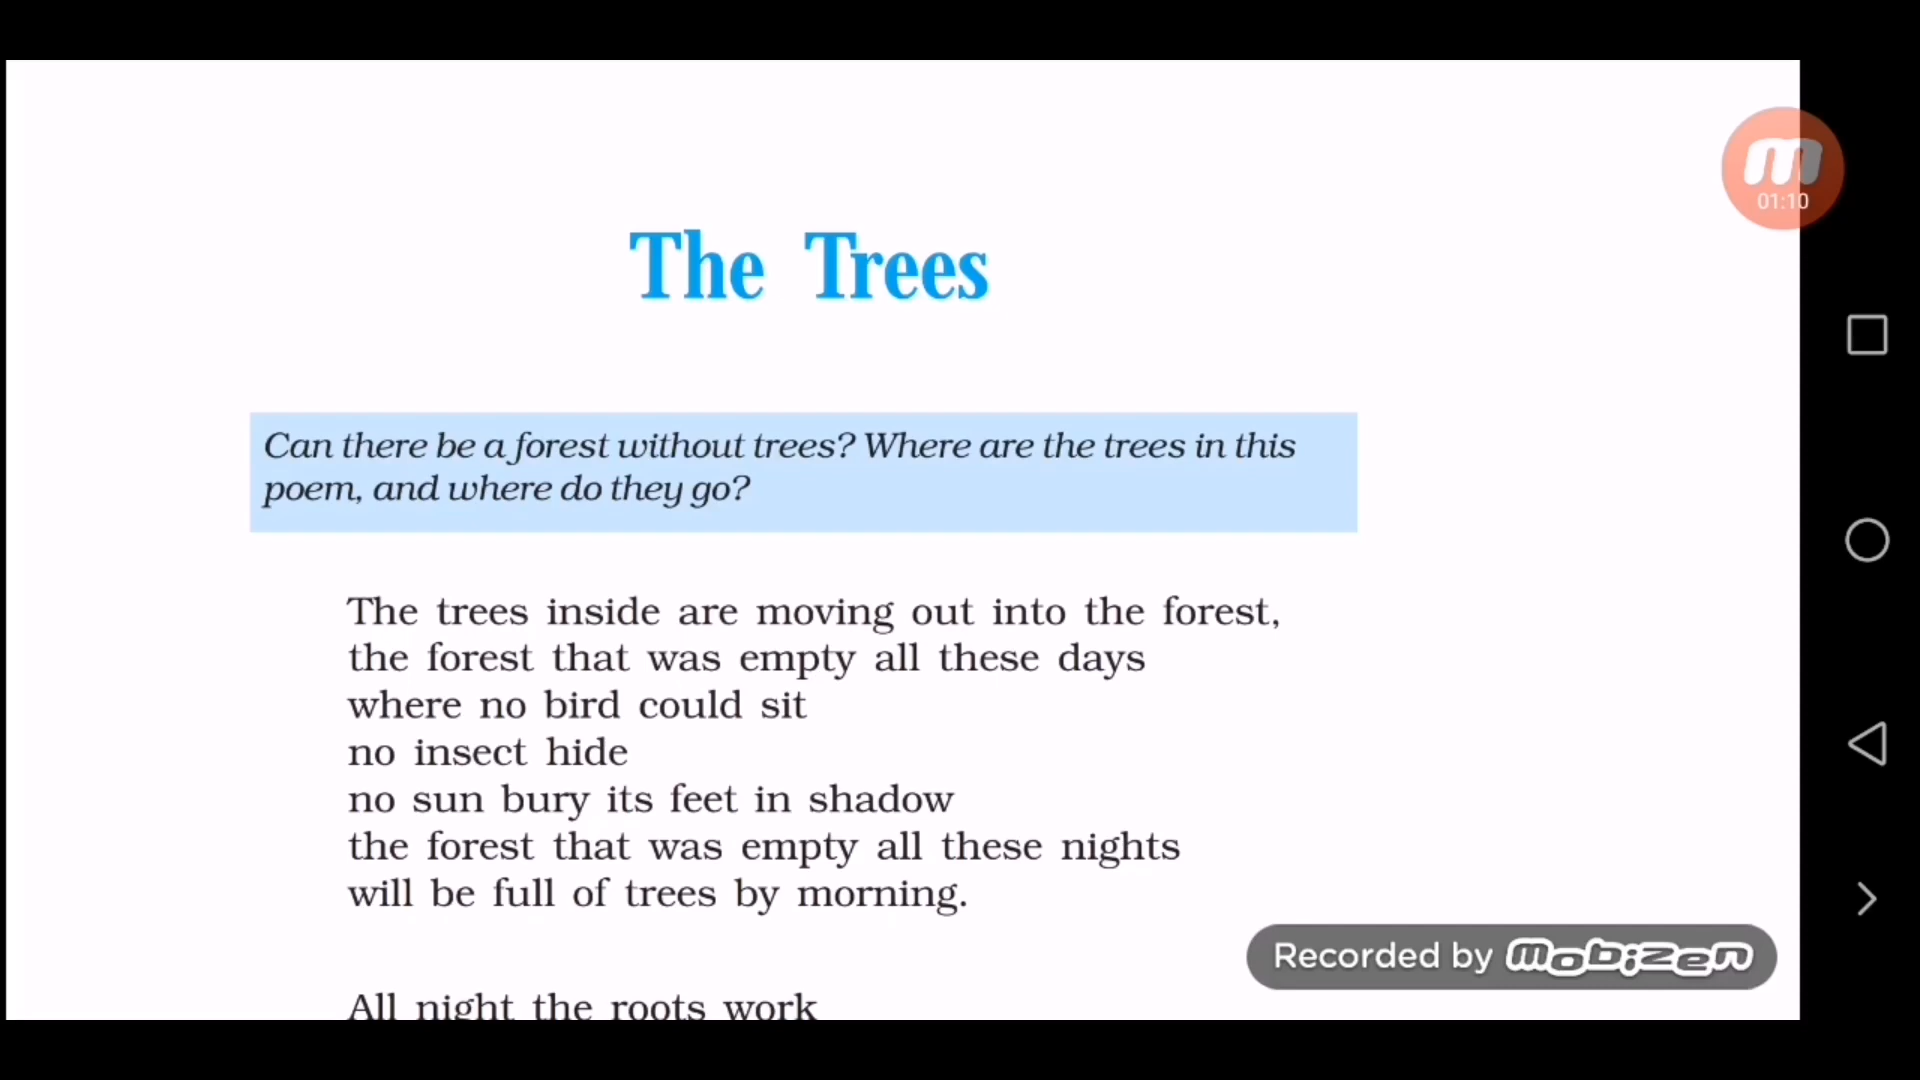 The Trees
01:10
Can there be a forest without trees? Where are the trees in this
poem, and where do they go?
The trees inside are moving out into the forest,
the forest that was empty all these days
where no bird could sit
no insect hide
no sun bury its feet in shadow
the forest that was empty all these nights
will be full of trees by morning.
Recorded by mobizen
All night the roots work